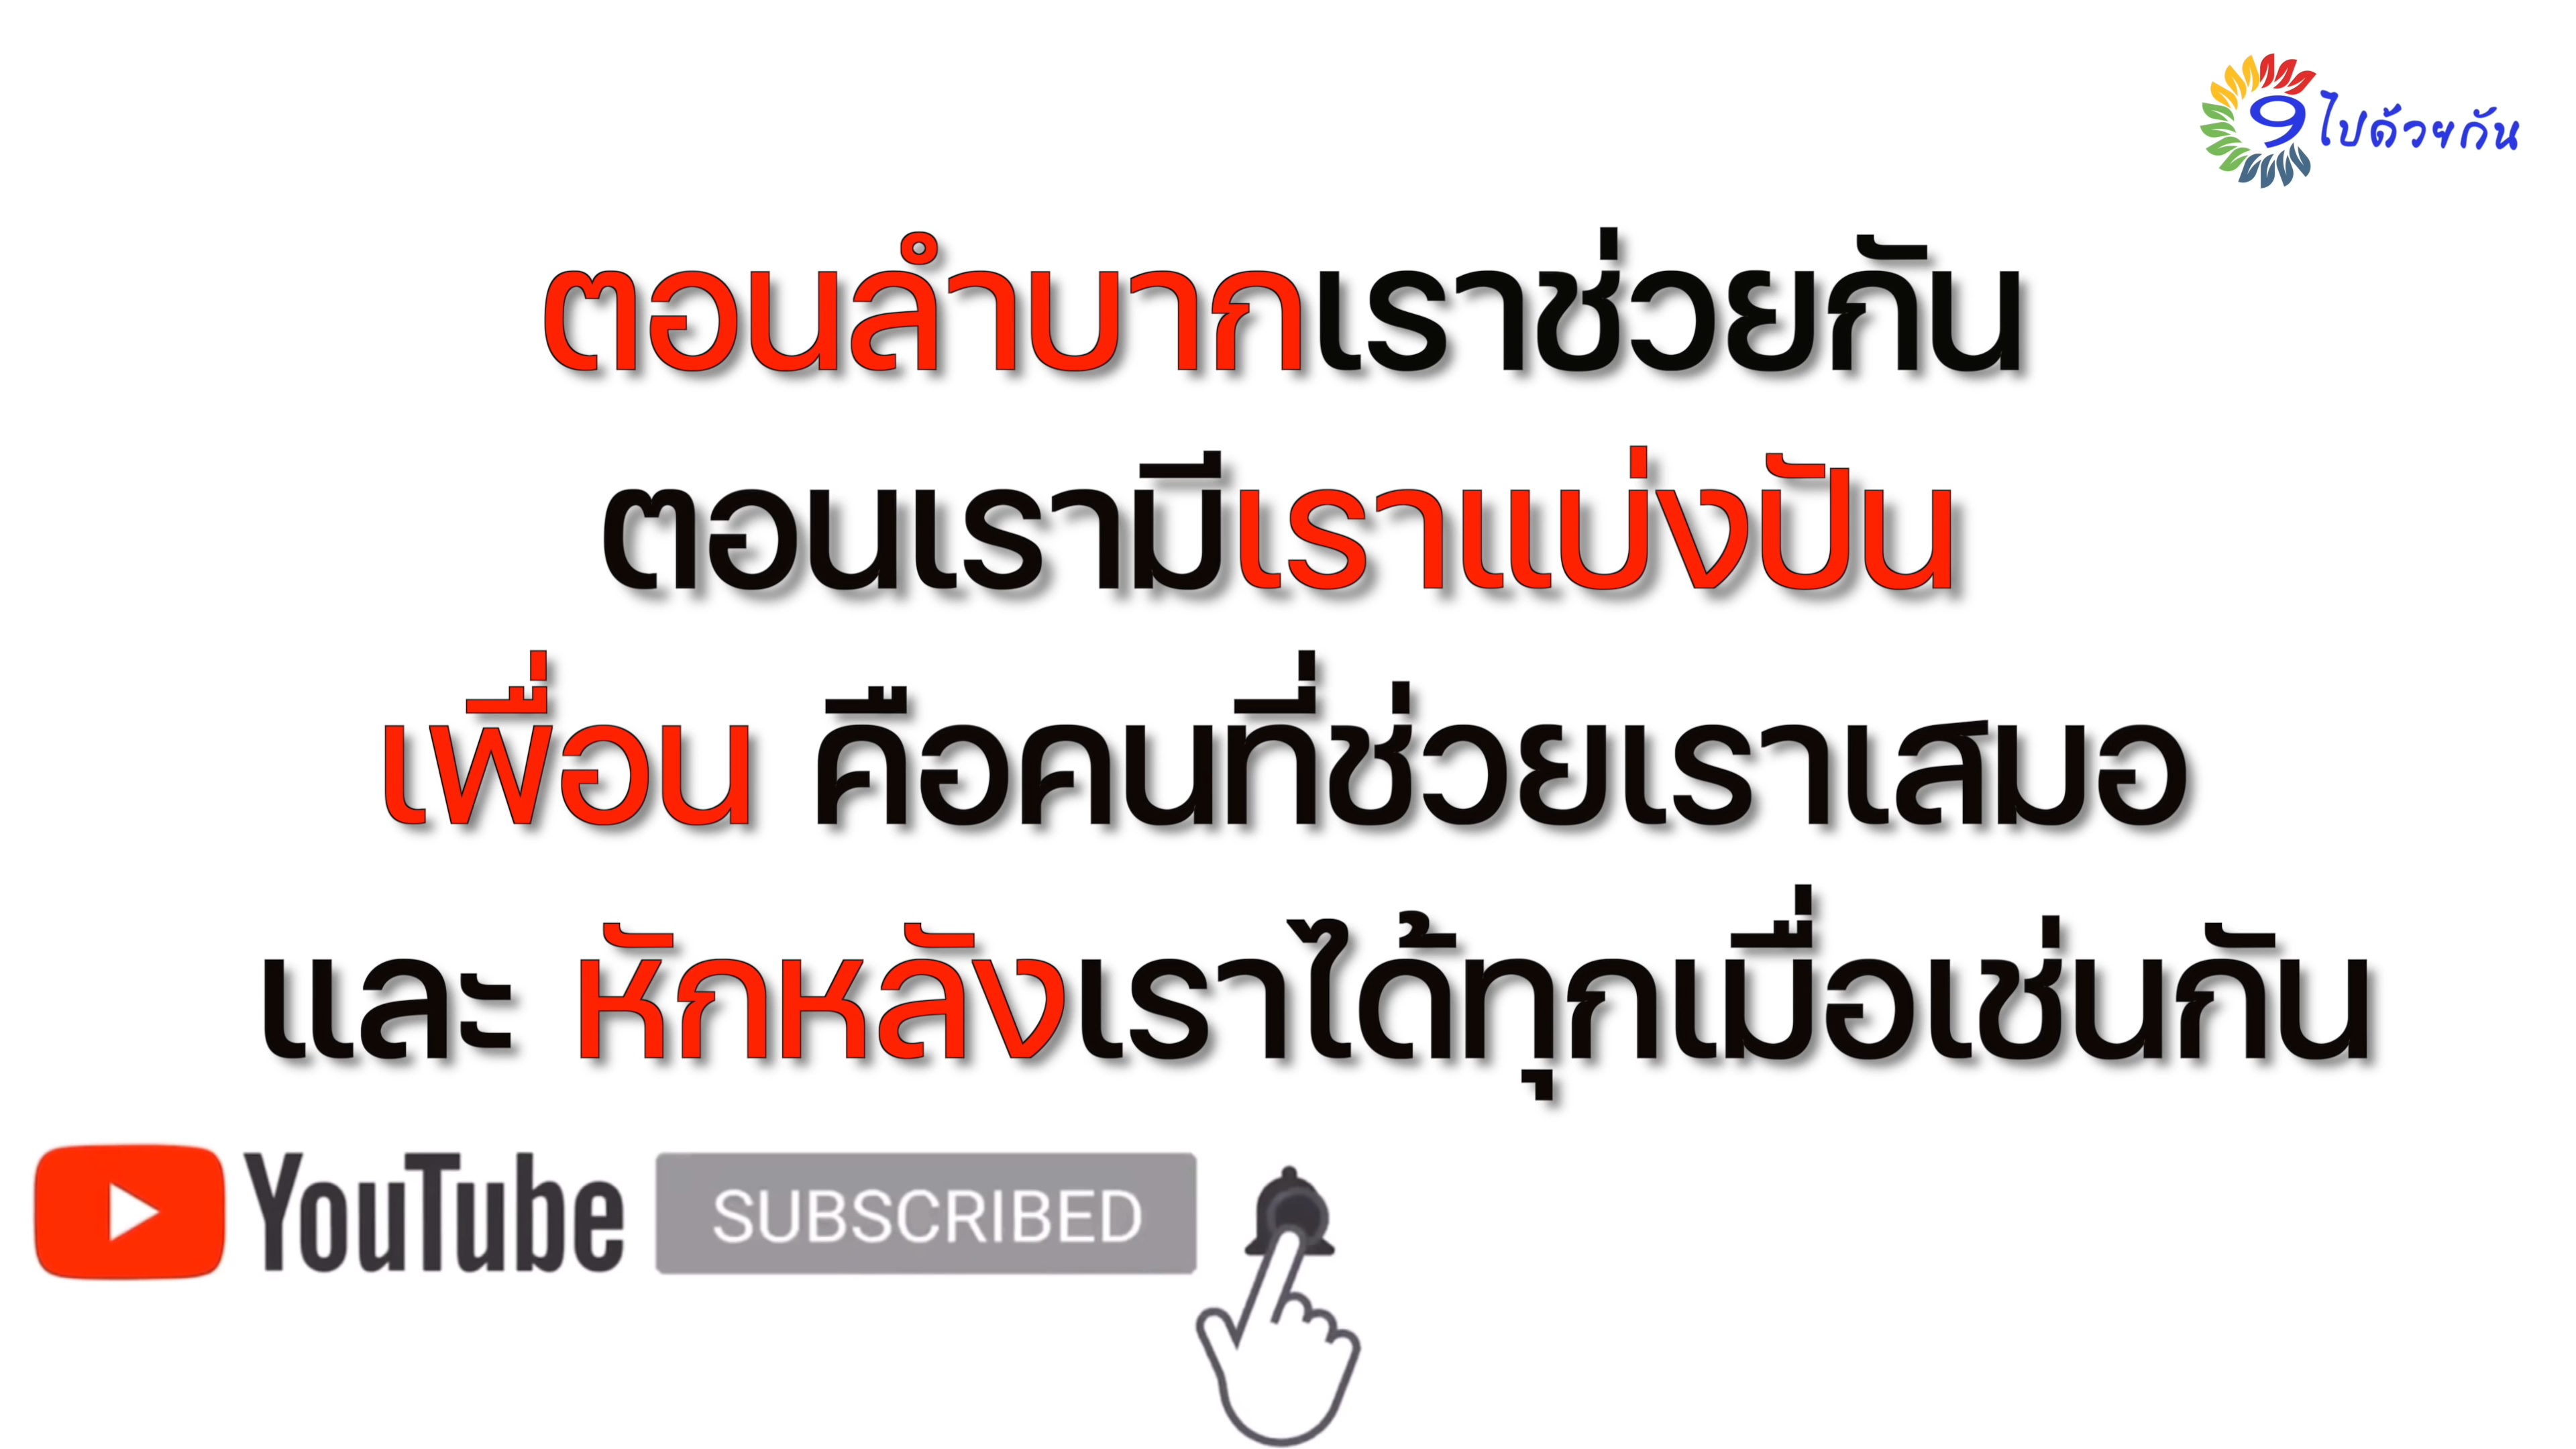 9 ไปด้วยกัน
ตอนลำบากเราช่วยกัน
ตอนเรามีเราแบ่งปัน
เพื่อน คือคนที่ช่วยเราเสมอ
และ หักหลังเราได้ทุกเมื่อเช่นกัน
YouTube SUBSCRIBED